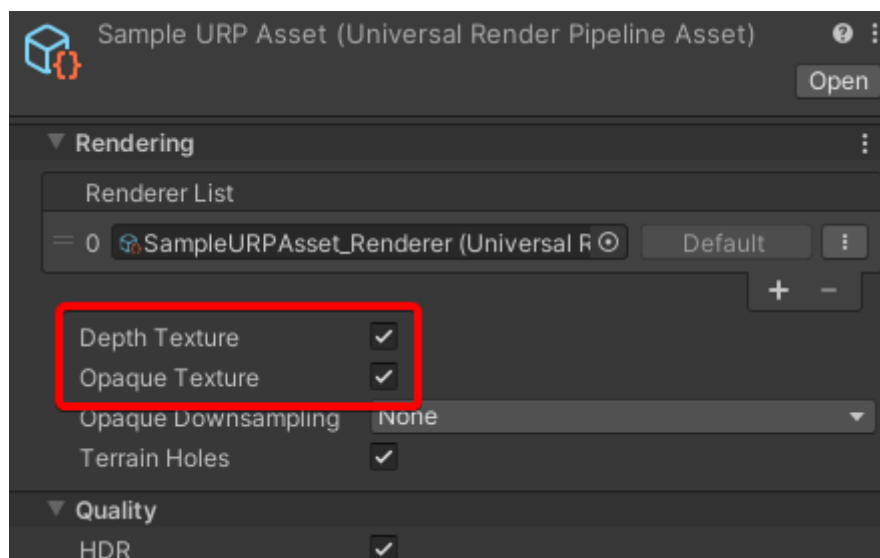 Sample URP Asset (Universal Render Pipeline Asset)
Open
Rendering
Renderer List
0 SampleURPAsset_Renderer (Universal R Default
Depth Texture
Opaque Texture
Opaque Downsampling None
Terrain Holes
Quality
HDR